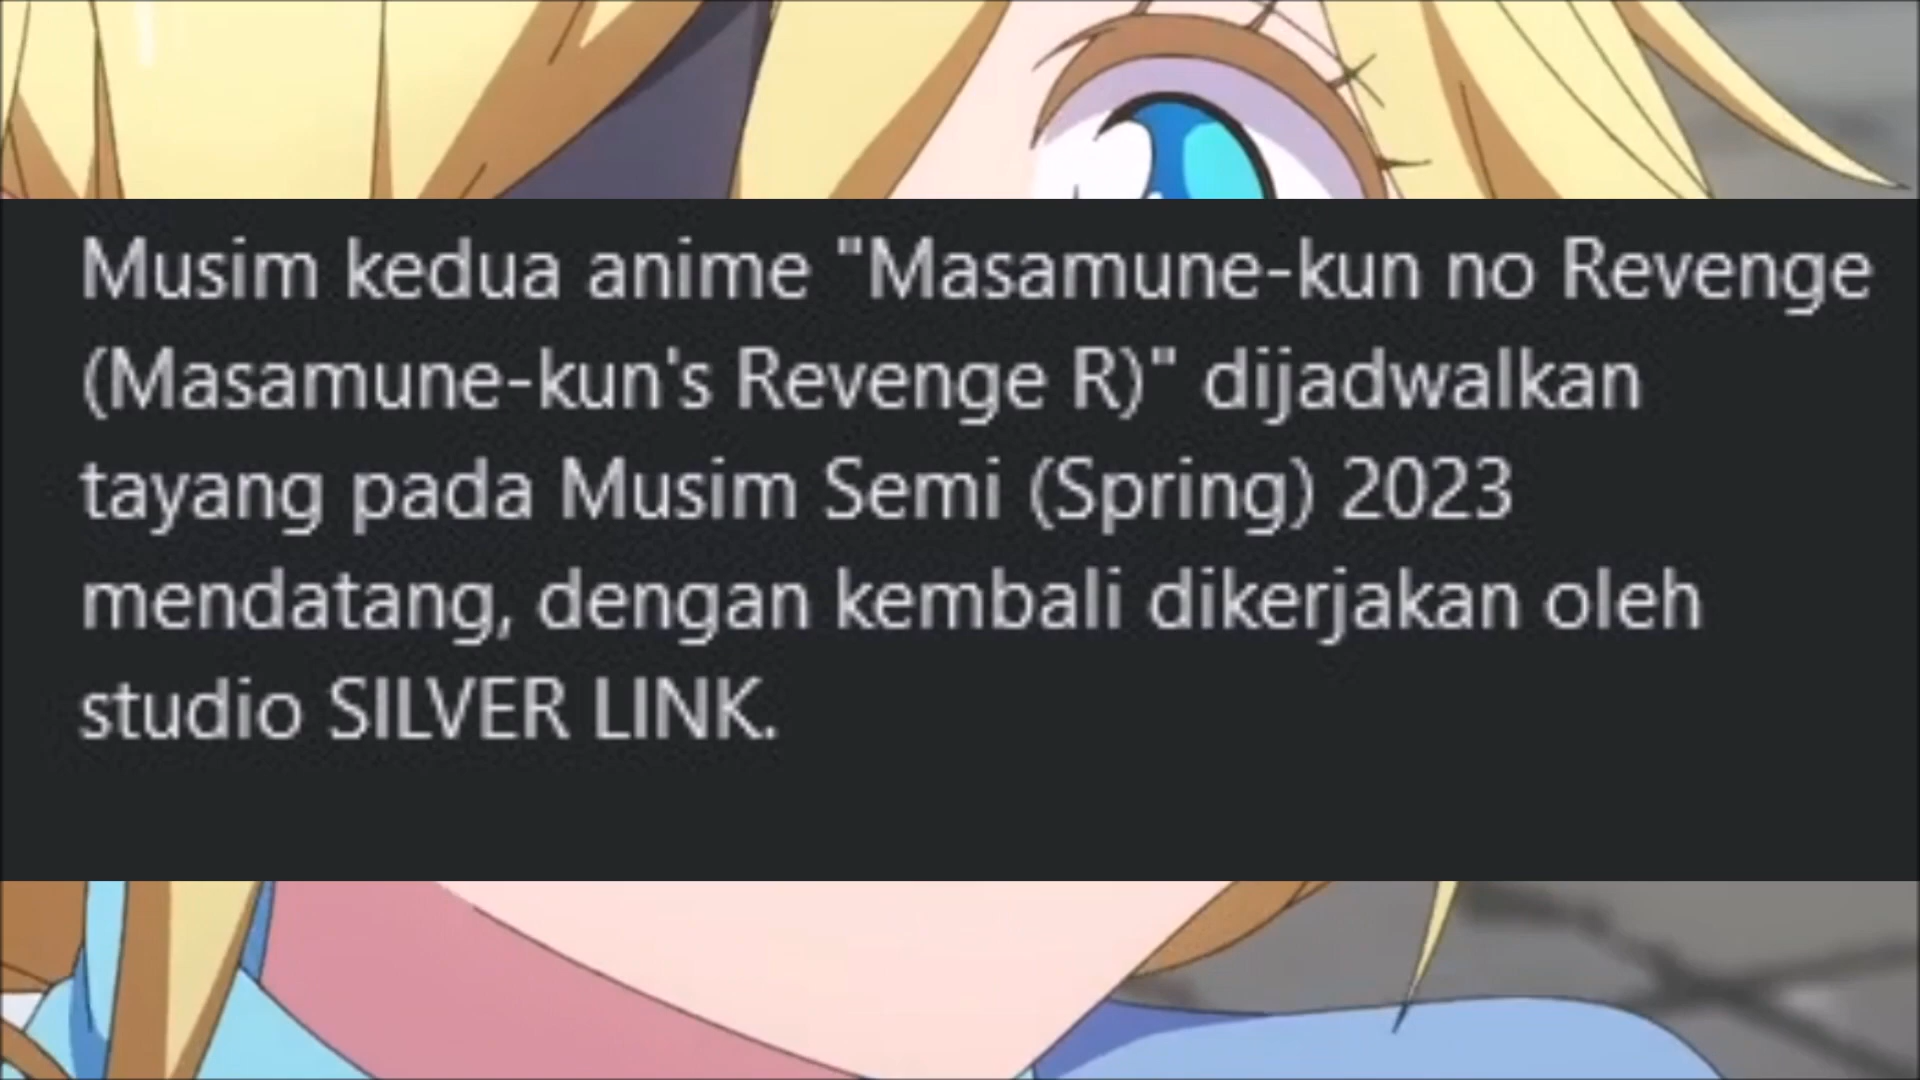 Musim kedua anime "Masamune-kun no Revenge
(Masamune-kun's Revenge R)" dijadwalkan
tayang pada Musim Semi (Spring) 2023
mendatang, dengan kembali dikerjakan oleh
studio SILVER LINK.